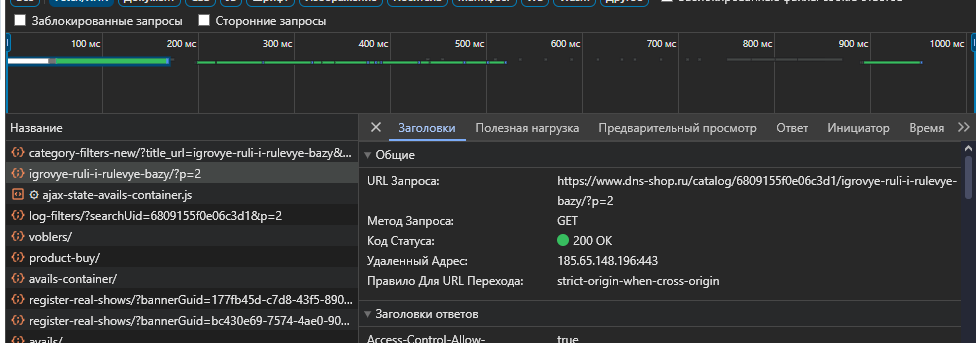 Заблокированные запросы Сторонние запросы
100 мс 200 мс 300 мс 400 мс 500 мс 600 мс 700 мс 800 мс 900 мс 1000 мс
Название
category-filters-new/?title_url=igrovye-ruli-i-rulevye-bazy&...
igrovye-ruli-i-rulevye-bazy/?p=2
ajax-state-avails-container.js
log-filters/?searchUid=6809155f0e06c3d1&p=2
voblers/
product-buy/
avails-container/
register-real-shows/?bannerGuid=177fb45d-c7d8-43f5-890...
register-real-shows/?bannerGuid=bc430e69-7574-4ae0-90...
avails/
Заголовки Полезная нагрузка Предварительный просмотр Ответ Инициатор Время
Общие
URL Запроса: https://www.dns-shop.ru/catalog/6809155f0e06c3d1/igrovye-ruli-i-rulevye-
bazy/?p=2
Метод Запроса: GET
Код Статуса: 200 OK
Удаленный Адрес: 185.65.148.196:443
Правило Для URL Перехода: strict-origin-when-cross-origin
Заголовки ответов
Access-Control-Allow- true